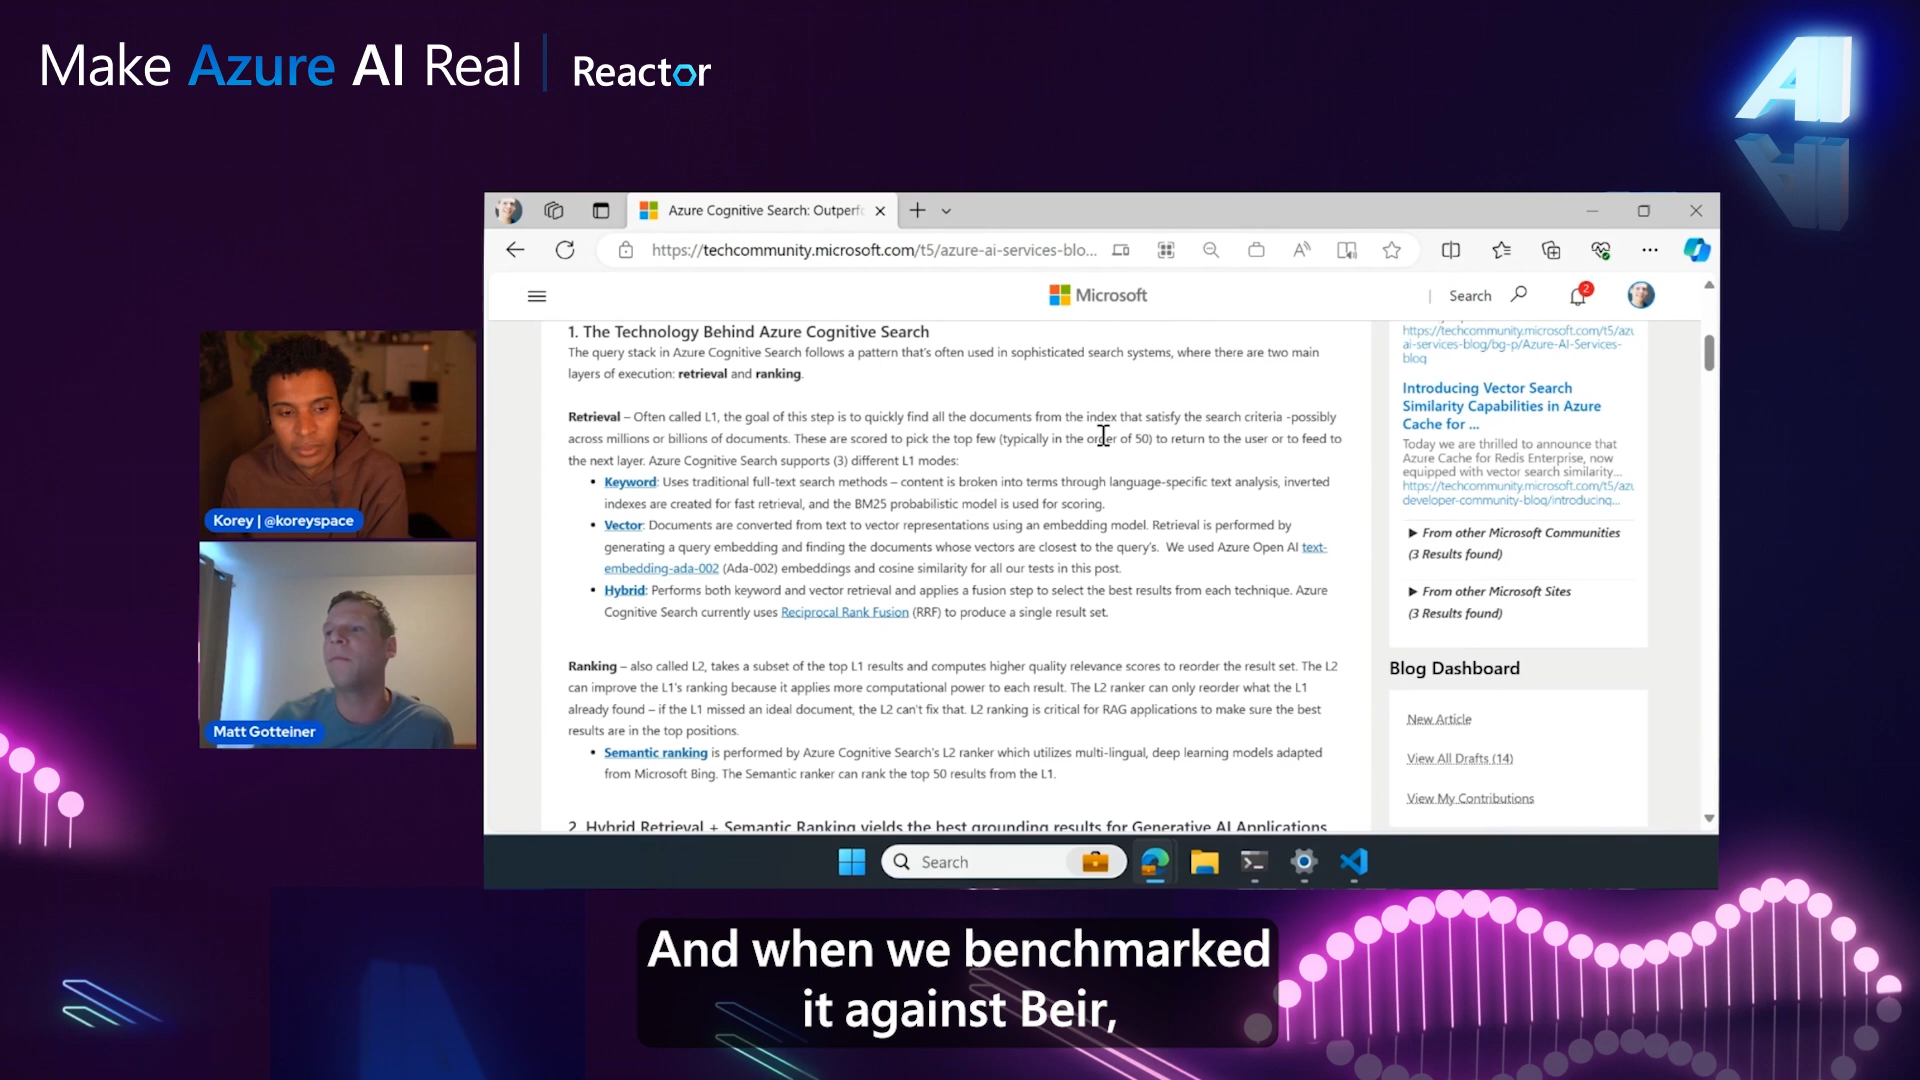 Make Azure AI Real | Reactor
AI
Azure Cognitive Search: Outperfo
https://techcommunity.microsoft.com/t5/azure-ai-services-blo...
Microsoft
Search
2
1. The Technology Behind Azure Cognitive Search
The query stack in Azure Cognitive Search follows a pattern that's often used in sophisticated search systems, where there are two main
layers of execution: retrieval and ranking.
Retrieval – Often called L1, the goal of this step is to quickly find all the documents from the index that satisfy the search criteria -possibly
across millions or billions of documents. These are scored to pick the top few (typically in the order of 50) to return to the user or to feed to
the next layer. Azure Cognitive Search supports (3) different L1 modes:
• Keyword: Uses traditional full-text search methods – content is broken into terms through language-specific text analysis, inverted
indexes are created for fast retrieval, and the BM25 probabilistic model is used for scoring.
• Vector: Documents are converted from text to vector representations using an embedding model. Retrieval is performed by
generating a query embedding and finding the documents whose vectors are closest to the query's. We used Azure Open AI text-
embedding-ada-002 (Ada-002) embeddings and cosine similarity for all our tests in this post.
• Hybrid: Performs both keyword and vector retrieval and applies a fusion step to select the best results from each technique. Azure
Cognitive Search currently uses Reciprocal Rank Fusion (RRF) to produce a single result set.
Ranking – also called L2, takes a subset of the top L1 results and computes higher quality relevance scores to reorder the result set. The L2
can improve the L1's ranking because it applies more computational power to each result. The L2 ranker can only reorder what the L1
already found – if the L1 missed an ideal document, the L2 can't fix that. L2 ranking is critical for RAG applications to make sure the best
results are in the top positions.
• Semantic ranking is performed by Azure Cognitive Search's L2 ranker which utilizes multi-lingual, deep learning models adapted
from Microsoft Bing. The Semantic ranker can rank the top 50 results from the L1.
2. Hybrid Retrieval + Semantic Ranking yields the best grounding results for Generative AI Applications
https://techcommunity.microsoft.com/t5/azu
ai-services-blog/bg-p/Azure-AI-Services-
blog
Introducing Vector Search
Similarity Capabilities in Azure
Cache for ...
Today we are thrilled to announce that
Azure Cache for Redis Enterprise, now
equipped with vector search similarity...
https://techcommunity.microsoft.com/t5/azu
developer-community-blog/introducing...
▶ From other Microsoft Communities
(3 Results found)
▶ From other Microsoft Sites
(3 Results found)
Blog Dashboard
New Article
View All Drafts (14)
View My Contributions
Korey | @koreyspace
Matt Gotteiner
Search
And when we benchmarked
it against Beir,